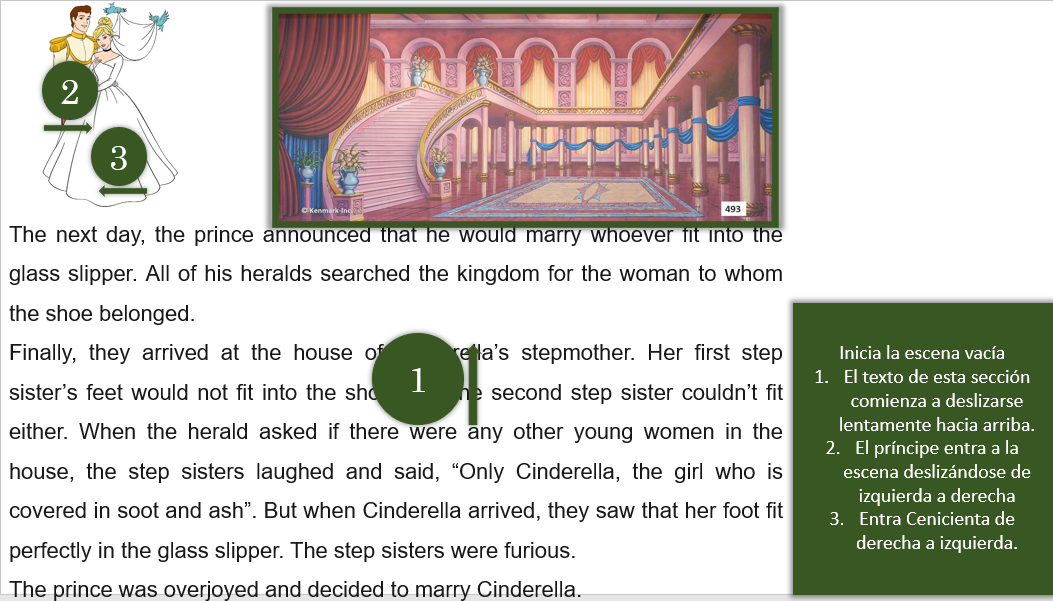 2
3
© Kenmark-Inc
493
The next day, the prince announced that he would marry whoever fit into the
glass slipper. All of his heralds searched the kingdom for the woman to whom
the shoe belonged.
Finally, they arrived at the house of la’s stepmother. Her first step
sister’s feet would not fit into the second step sister couldn’t fit
1
either. When the herald asked if there were any other young women in the
house, the step sisters laughed and said, “Only Cinderella, the girl who is
covered in soot and ash”. But when Cinderella arrived, they saw that her foot fit
perfectly in the glass slipper. The step sisters were furious.
The prince was overjoyed and decided to marry Cinderella.
Inicia la escena vacía
1. El texto de esta sección
comienza a deslizarse
lentamente hacia arriba.
2. El príncipe entra a la
escena deslizándose de
izquierda a derecha
3. Entra Cenicienta de
derecha a izquierda.